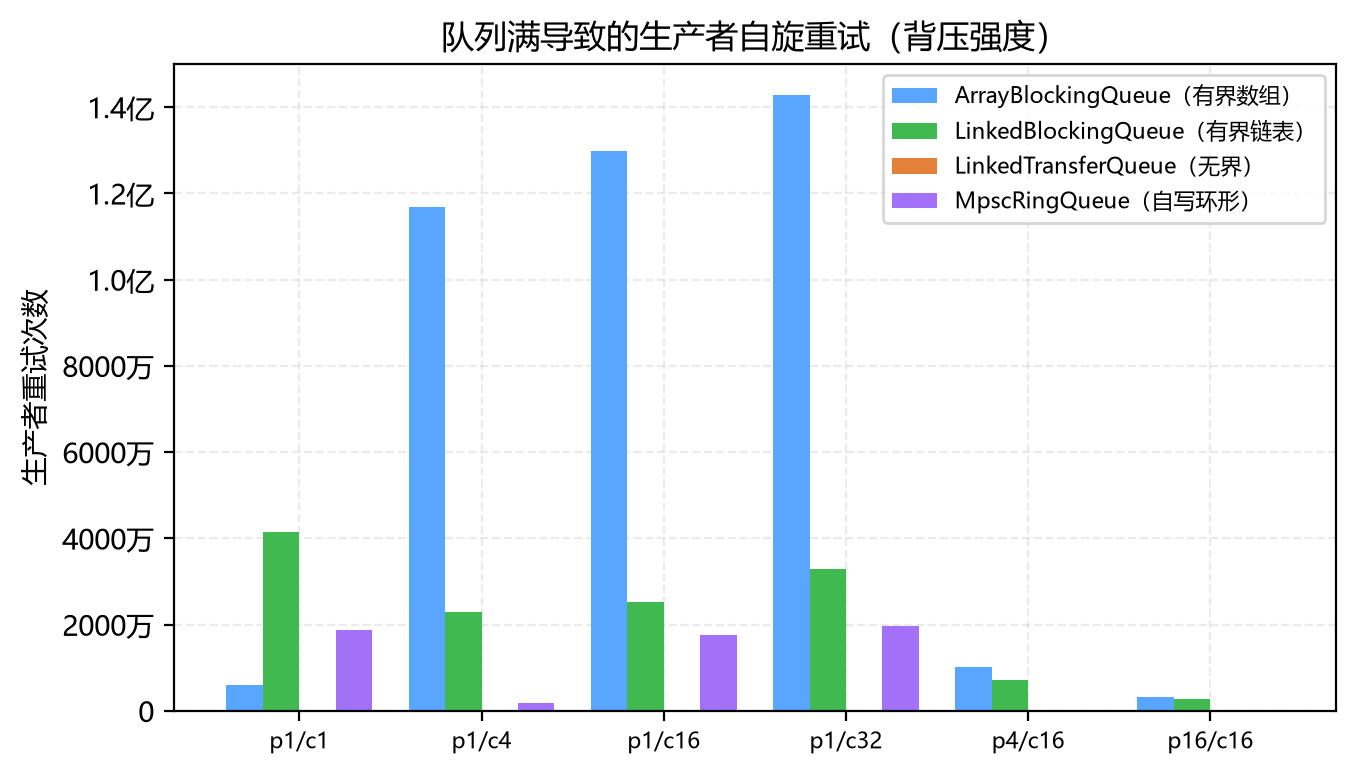 队列满导致的生产者自旋重试（背压强度）
ArrayBlockingQueue（有界数组）
LinkedBlockingQueue（有界链表）
LinkedTransferQueue（无界）
MpscRingQueue（自写环形）
生产者重试次数
1.4亿
1.2亿
1.0亿
8000万
6000万
4000万
2000万
0
p1/c1 p1/c4 p1/c16 p1/c32 p4/c16 p16/c16